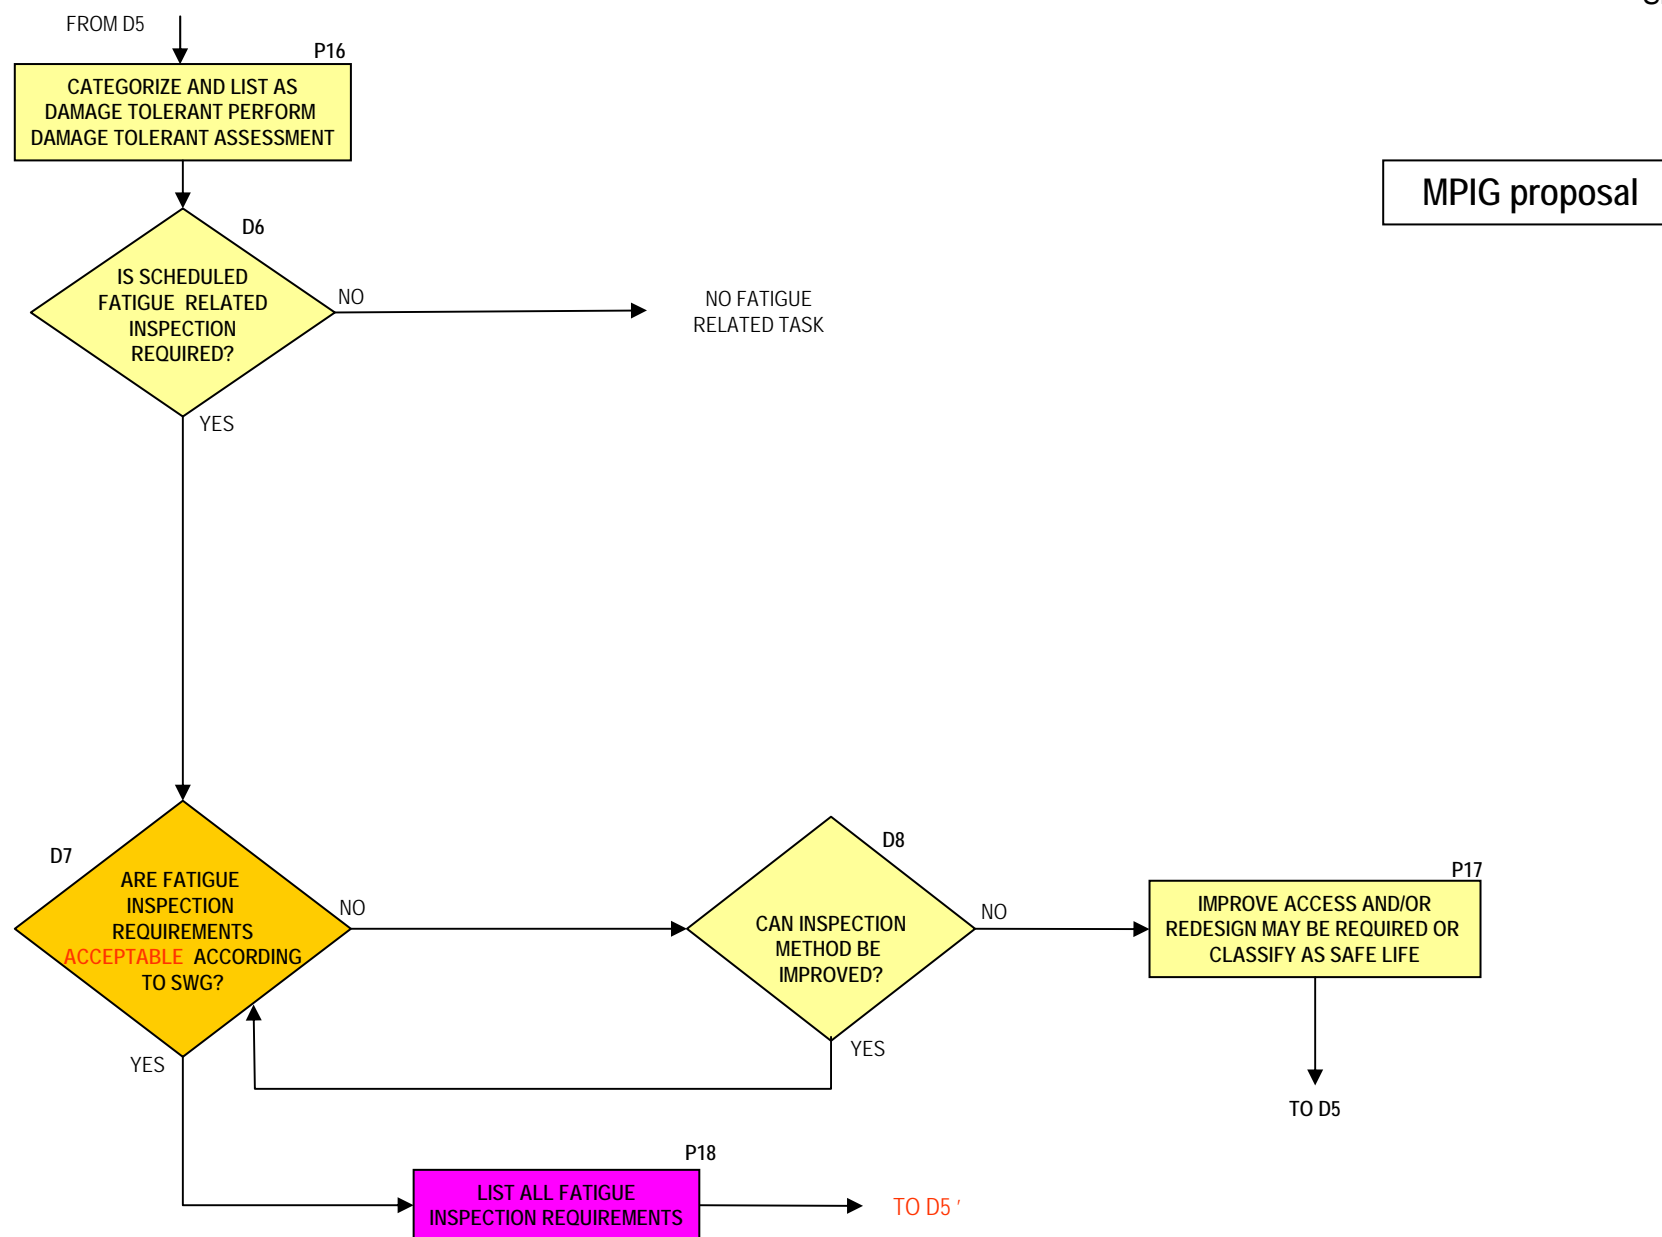 FROM D5
P16
CATEGORIZE AND LIST AS
DAMAGE TOLERANT PERFORM
DAMAGE TOLERANT ASSESSMENT
MPIG proposal
D6
IS SCHEDULED
FATIGUE RELATED
INSPECTION
REQUIRED?
NO
NO FATIGUE
RELATED TASK
YES
D7
ARE FATIGUE
INSPECTION
REQUIREMENTS
ACCEPTABLE ACCORDING
TO SWG?
NO
YES
D8
CAN INSPECTION
METHOD BE
IMPROVED?
NO
YES
P17
IMPROVE ACCESS AND/OR
REDESIGN MAY BE REQUIRED OR
CLASSIFY AS SAFE LIFE
TO D5
P18
LIST ALL FATIGUE
INSPECTION REQUIREMENTS
TO D5 '